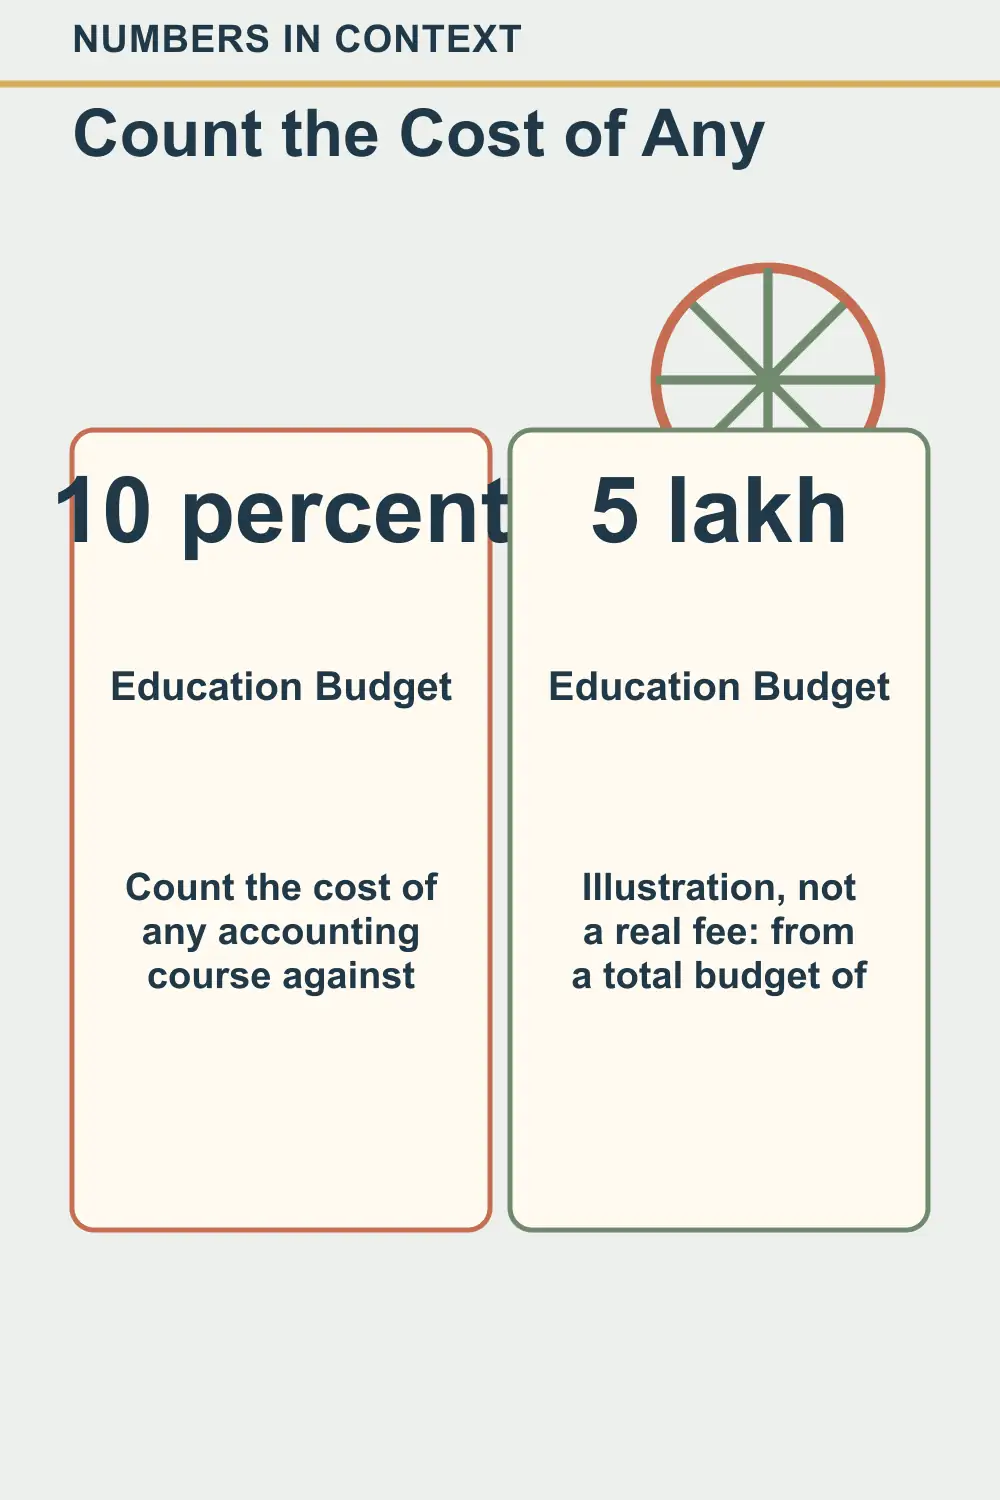 NUMBERS IN CONTEXT
Count the Cost of Any
10 percent
Education Budget
Count the cost of
any accounting
course against
5 lakh
Education Budget
Illustration, not
a real fee: from
a total budget of